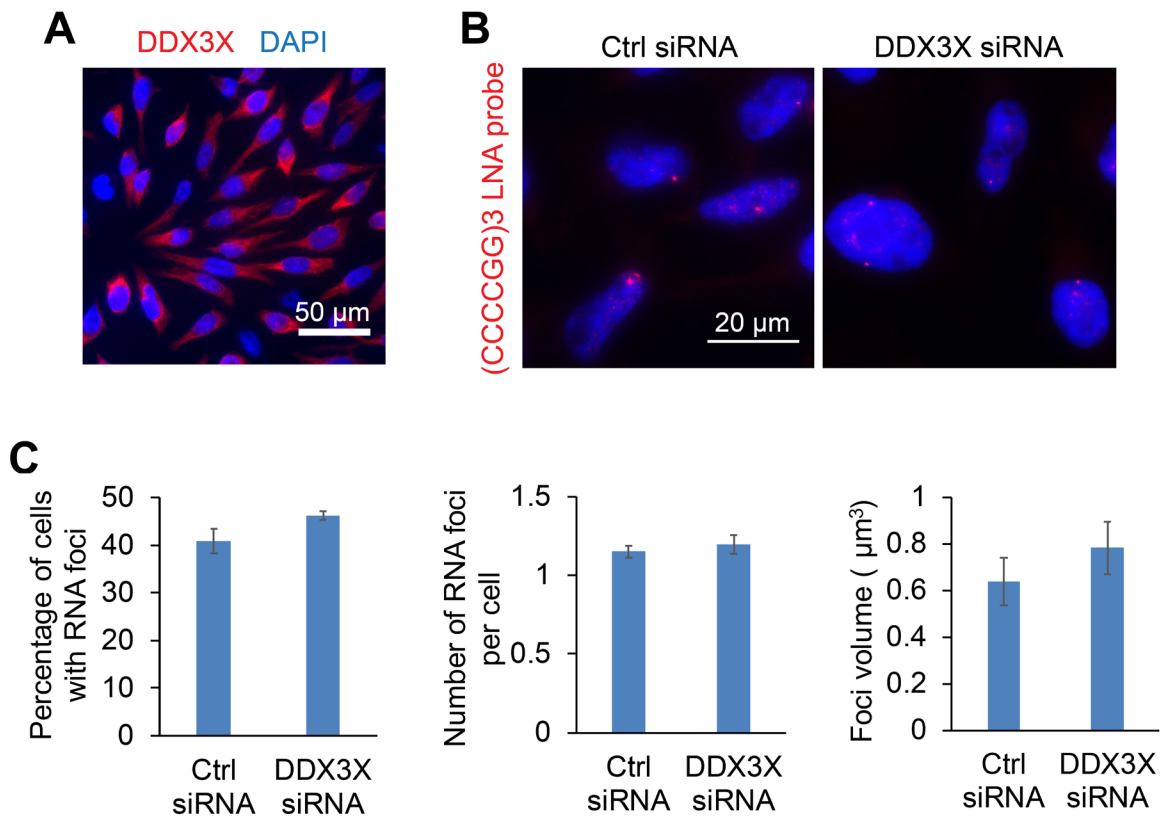 A
DDX3X DAPI
50 µm
B
Ctrl siRNA
DDX3X siRNA
(CCCCGG)3 LNA probe
20 µm
C
Percentage of cells
with RNA foci
50
40
30
20
10
0
Ctrl
siRNA
DDX3X
siRNA
Number of RNA foci
per cell
1.5
1
0.5
0
Ctrl
siRNA
DDX3X
siRNA
Foci volume ( µm³)
1
0.8
0.6
0.4
0.2
0
Ctrl
siRNA
DDX3X
siRNA